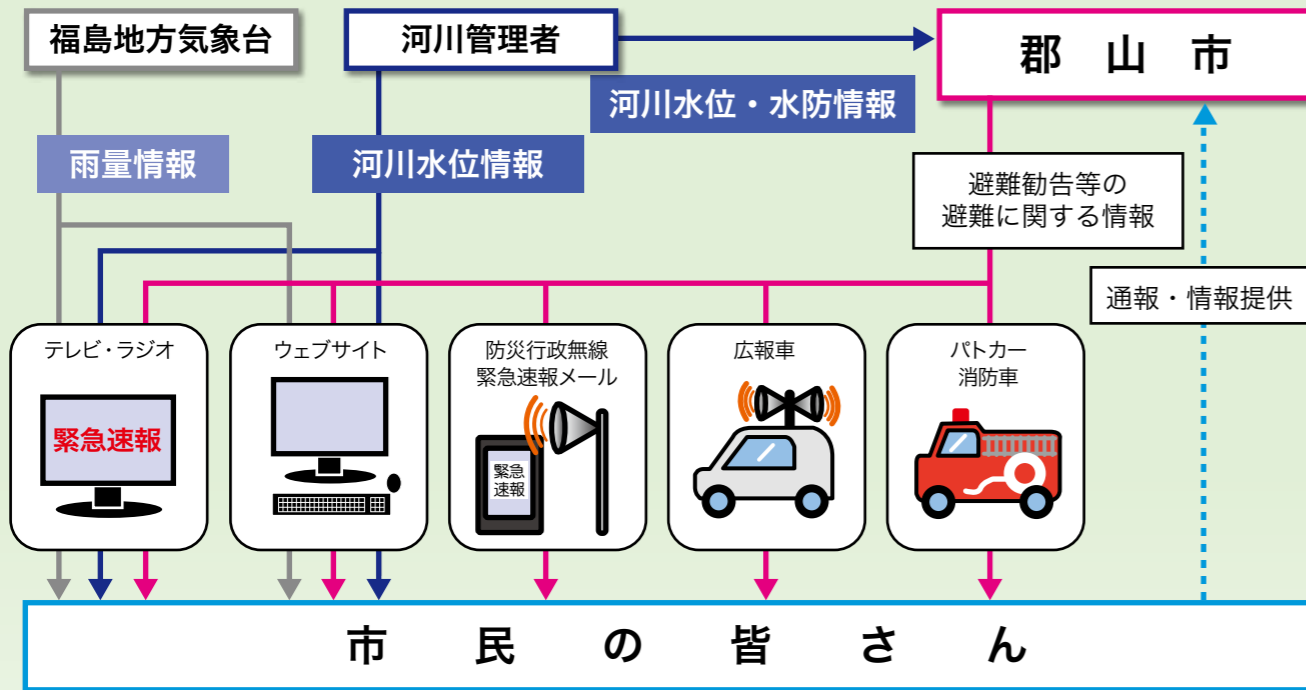 福島地方気象台
河川管理者
郡山市
河川水位・水防情報
雨量情報
河川水位情報
避難勧告等の
避難に関する情報
通報・情報提供
テレビ・ラジオ
緊急速報
ウェブサイト
防災行政無線
緊急速報メール
緊急
速報
広報車
パトカー
消防車
市民の皆さん